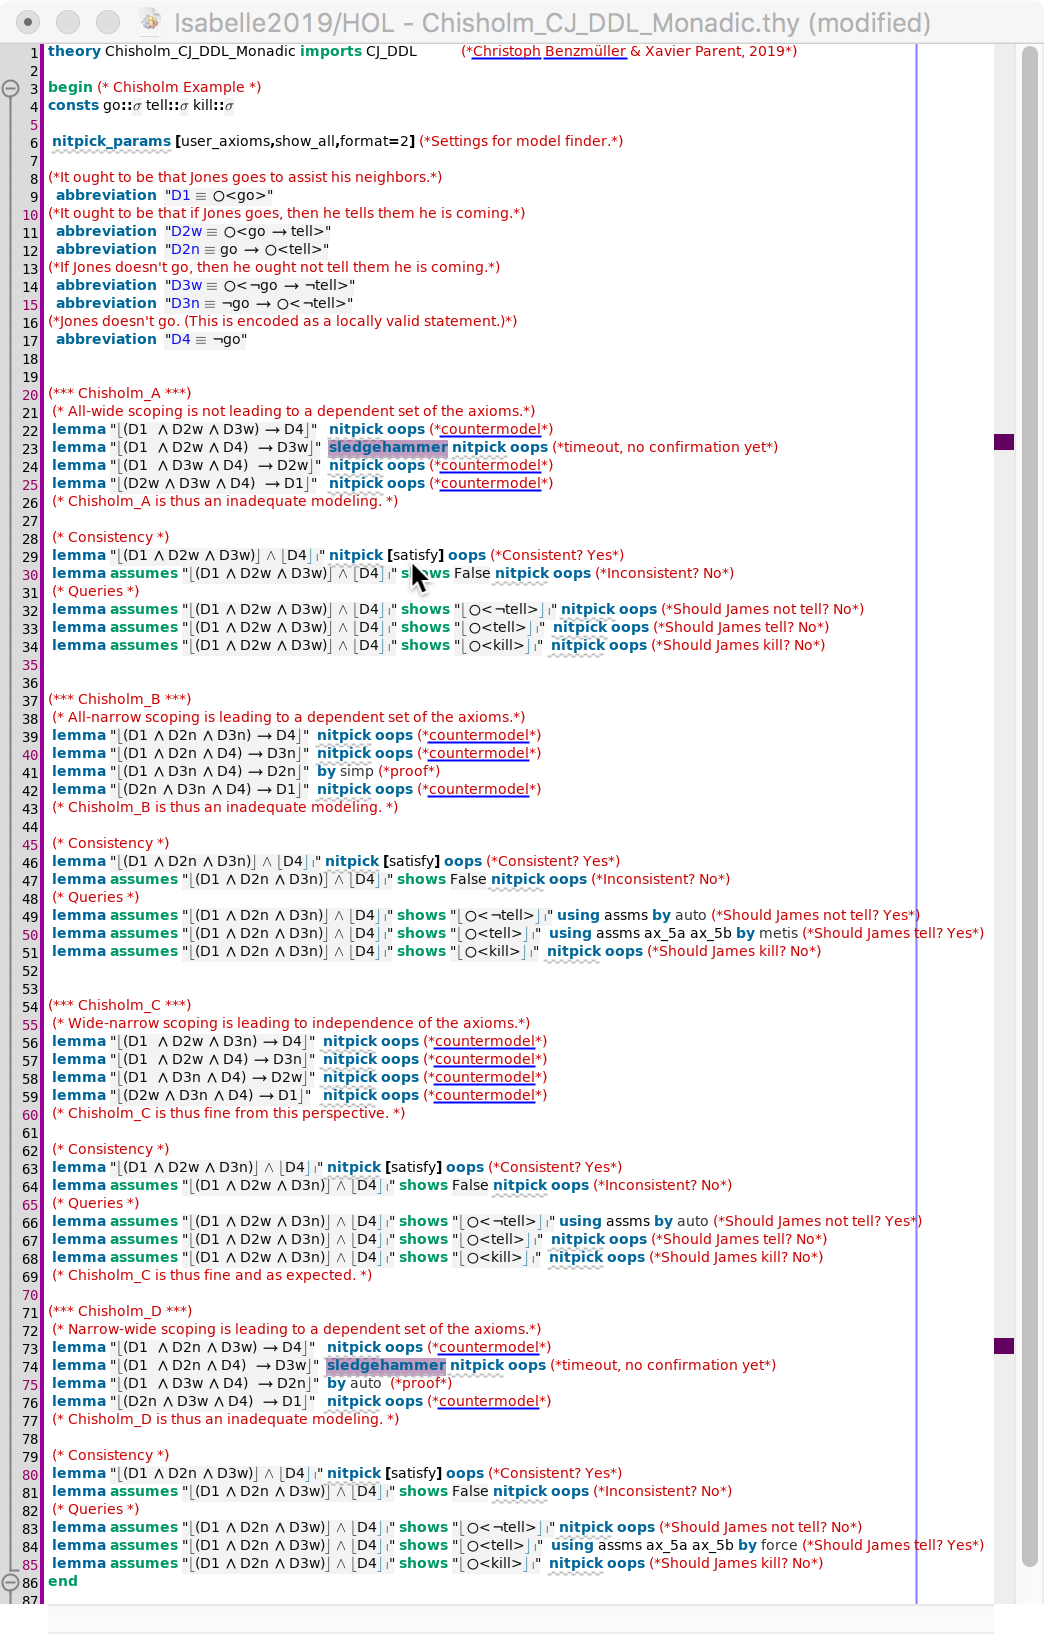 Isabelle2019/HOL - Chisholm_CJ_DDL_Monadic.thy (modified)
1 theory Chisholm_CJ_DDL_Monadic imports CJ_DDL (*Christoph Benzmüller & Xavier Parent, 2019*)
2
3 begin (* Chisholm Example *)
4 consts go::σ tell::σ kill::σ
5
6 nitpick_params [user_axioms,show_all,format=2] (*Settings for model finder.*)
7
8 (*It ought to be that Jones goes to assist his neighbors.*)
9 abbreviation "D1 ≡ ○<go>"
10 (*It ought to be that if Jones goes, then he tells them he is coming.*)
11 abbreviation "D2w ≡ ○<go → tell>"
12 abbreviation "D2n ≡ go → ○<tell>"
13 (*If Jones doesn't go, then he ought not tell them he is coming.*)
14 abbreviation "D3w ≡ ○<¬go → ¬tell>"
15 abbreviation "D3n ≡ ¬go → ○<¬tell>"
16 (*Jones doesn't go. (This is encoded as a locally valid statement.)*)
17 abbreviation "D4 ≡ ¬go"
18
19
20 (*** Chisholm_A ***)
21 (* All-wide scoping is not leading to a dependent set of the axioms.*)
22 lemma "⌊(D1 ∧ D2w ∧ D3w) → D4⌋" nitpick oops (*countermodel*)
23 lemma "⌊(D1 ∧ D2w ∧ D4) → D3w⌋" sledgehammer nitpick oops (*timeout, no confirmation yet*)
24 lemma "⌊(D1 ∧ D3w ∧ D4) → D2w⌋" nitpick oops (*countermodel*)
25 lemma "⌊(D2w ∧ D3w ∧ D4) → D1⌋" nitpick oops (*countermodel*)
26 (* Chisholm_A is thus an inadequate modeling. *)
27
28 (* Consistency *)
29 lemma "⌊(D1 ∧ D2w ∧ D3w)⌋ ∧ ⌊D4⌋ₗ" nitpick [satisfy] oops (*Consistent? Yes*)
30 lemma assumes "⌊(D1 ∧ D2w ∧ D3w)⌋ ∧ ⌊D4⌋ₗ" shows False nitpick oops (*Inconsistent? No*)
31 (* Queries *)
32 lemma assumes "⌊(D1 ∧ D2w ∧ D3w)⌋ ∧ ⌊D4⌋ₗ" shows "⌊○<¬tell>⌋ₗ" nitpick oops (*Should James not tell? No*)
33 lemma assumes "⌊(D1 ∧ D2w ∧ D3w)⌋ ∧ ⌊D4⌋ₗ" shows "⌊○<tell>⌋ₗ" nitpick oops (*Should James tell? No*)
34 lemma assumes "⌊(D1 ∧ D2w ∧ D3w)⌋ ∧ ⌊D4⌋ₗ" shows "⌊○<kill>⌋ₗ" nitpick oops (*Should James kill? No*)
35
36
37 (*** Chisholm_B ***)
38 (* All-narrow scoping is leading to a dependent set of the axioms.*)
39 lemma "⌊(D1 ∧ D2n ∧ D3n) → D4⌋" nitpick oops (*countermodel*)
40 lemma "⌊(D1 ∧ D2n ∧ D4) → D3n⌋" nitpick oops (*countermodel*)
41 lemma "⌊(D1 ∧ D3n ∧ D4) → D2n⌋" by simp (*proof*)
42 lemma "⌊(D2n ∧ D3n ∧ D4) → D1⌋" nitpick oops (*countermodel*)
43 (* Chisholm_B is thus an inadequate modeling. *)
44
45 (* Consistency *)
46 lemma "⌊(D1 ∧ D2n ∧ D3n)⌋ ∧ ⌊D4⌋ₗ" nitpick [satisfy] oops (*Consistent? Yes*)
47 lemma assumes "⌊(D1 ∧ D2n ∧ D3n)⌋ ∧ ⌊D4⌋ₗ" shows False nitpick oops (*Inconsistent? No*)
48 (* Queries *)
49 lemma assumes "⌊(D1 ∧ D2n ∧ D3n)⌋ ∧ ⌊D4⌋ₗ" shows "⌊○<¬tell>⌋ₗ" using assms by auto (*Should James not tell? Yes*)
50 lemma assumes "⌊(D1 ∧ D2n ∧ D3n)⌋ ∧ ⌊D4⌋ₗ" shows "⌊○<tell>⌋ₗ" using assms ax_5a ax_5b by metis (*Should James tell? Yes*)
51 lemma assumes "⌊(D1 ∧ D2n ∧ D3n)⌋ ∧ ⌊D4⌋ₗ" shows "⌊○<kill>⌋ₗ" nitpick oops (*Should James kill? No*)
52
53
54 (*** Chisholm_C ***)
55 (* Wide-narrow scoping is leading to independence of the axioms.*)
56 lemma "⌊(D1 ∧ D2w ∧ D3n) → D4⌋" nitpick oops (*countermodel*)
57 lemma "⌊(D1 ∧ D2w ∧ D4) → D3n⌋" nitpick oops (*countermodel*)
58 lemma "⌊(D1 ∧ D3n ∧ D4) → D2w⌋" nitpick oops (*countermodel*)
59 lemma "⌊(D2w ∧ D3n ∧ D4) → D1⌋" nitpick oops (*countermodel*)
60 (* Chisholm_C is thus fine from this perspective. *)
61
62 (* Consistency *)
63 lemma "⌊(D1 ∧ D2w ∧ D3n)⌋ ∧ ⌊D4⌋ₗ" nitpick [satisfy] oops (*Consistent? Yes*)
64 lemma assumes "⌊(D1 ∧ D2w ∧ D3n)⌋ ∧ ⌊D4⌋ₗ" shows False nitpick oops (*Inconsistent? No*)
65 (* Queries *)
66 lemma assumes "⌊(D1 ∧ D2w ∧ D3n)⌋ ∧ ⌊D4⌋ₗ" shows "⌊○<¬tell>⌋ₗ" using assms by auto (*Should James not tell? Yes*)
67 lemma assumes "⌊(D1 ∧ D2w ∧ D3n)⌋ ∧ ⌊D4⌋ₗ" shows "⌊○<tell>⌋ₗ" nitpick oops (*Should James tell? No*)
68 lemma assumes "⌊(D1 ∧ D2w ∧ D3n)⌋ ∧ ⌊D4⌋ₗ" shows "⌊○<kill>⌋ₗ" nitpick oops (*Should James kill? No*)
69 (* Chisholm_C is thus fine and as expected. *)
70
71 (*** Chisholm_D ***)
72 (* Narrow-wide scoping is leading to a dependent set of the axioms.*)
73 lemma "⌊(D1 ∧ D2n ∧ D3w) → D4⌋" nitpick oops (*countermodel*)
74 lemma "⌊(D1 ∧ D2n ∧ D4) → D3w⌋" sledgehammer nitpick oops (*timeout, no confirmation yet*)
75 lemma "⌊(D1 ∧ D3w ∧ D4) → D2n⌋" by auto (*proof*)
76 lemma "⌊(D2n ∧ D3w ∧ D4) → D1⌋" nitpick oops (*countermodel*)
77 (* Chisholm_D is thus an inadequate modeling. *)
78
79 (* Consistency *)
80 lemma "⌊(D1 ∧ D2n ∧ D3w)⌋ ∧ ⌊D4⌋ₗ" nitpick [satisfy] oops (*Consistent? Yes*)
81 lemma assumes "⌊(D1 ∧ D2n ∧ D3w)⌋ ∧ ⌊D4⌋ₗ" shows False nitpick oops (*Inconsistent? No*)
82 (* Queries *)
83 lemma assumes "⌊(D1 ∧ D2n ∧ D3w)⌋ ∧ ⌊D4⌋ₗ" shows "⌊○<¬tell>⌋ₗ" nitpick oops (*Should James not tell? No*)
84 lemma assumes "⌊(D1 ∧ D2n ∧ D3w)⌋ ∧ ⌊D4⌋ₗ" shows "⌊○<tell>⌋ₗ" using assms ax_5a ax_5b by force (*Should James tell? Yes*)
85 lemma assumes "⌊(D1 ∧ D2n ∧ D3w)⌋ ∧ ⌊D4⌋ₗ" shows "⌊○<kill>⌋ₗ" nitpick oops (*Should James kill? No*)
86 end
87